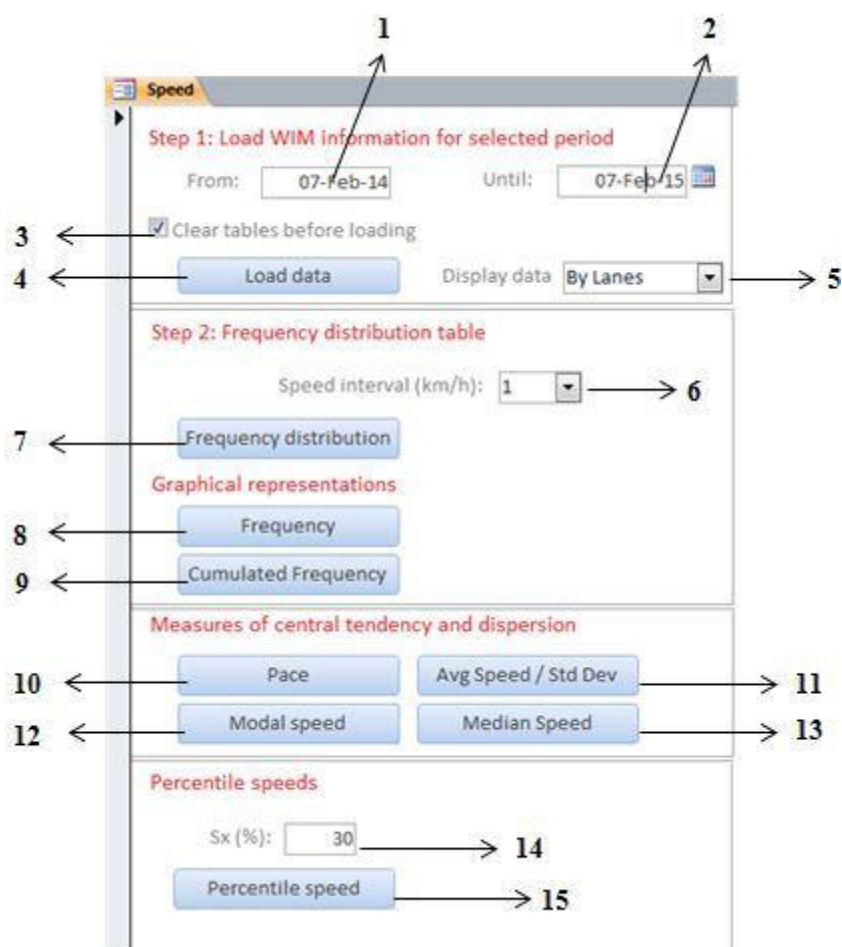 1 2
Speed
Step 1: Load WIM information for selected period
From: 07-Feb-14 Until: 07-Feb-15
3 Clear tables before loading
4 Load data Display data By Lanes 5
Step 2: Frequency distribution table
Speed interval (km/h): 1 6
7 Frequency distribution
Graphical representations
8 Frequency
9 Cumulated Frequency
Measures of central tendency and dispersion
10 Pace Avg Speed / Std Dev 11
12 Modal speed Median Speed 13
Percentile speeds
Sx (%): 30 14
Percentile speed 15